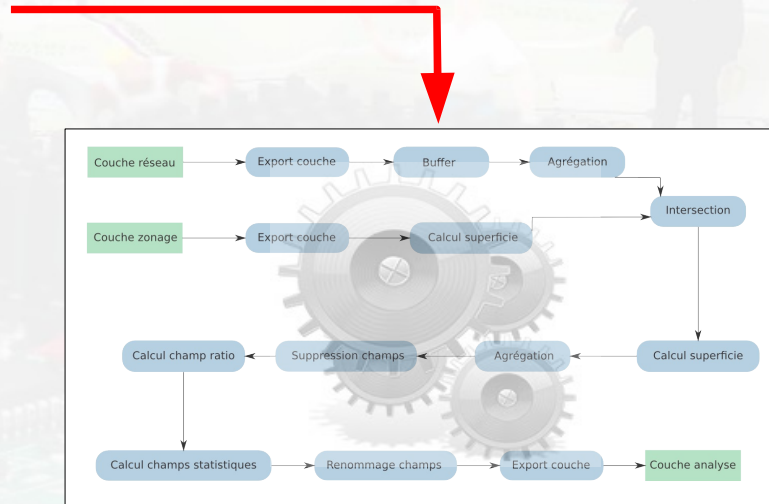 Couche réseau
Export couche
Buffer
Agrégation
Intersection
Couche zonage
Export couche
Calcul superficie
Calcul champ ratio
Suppression champs
Agrégation
Calcul superficie
Calcul champs statistiques
Renommage champs
Export couche
Couche analyse